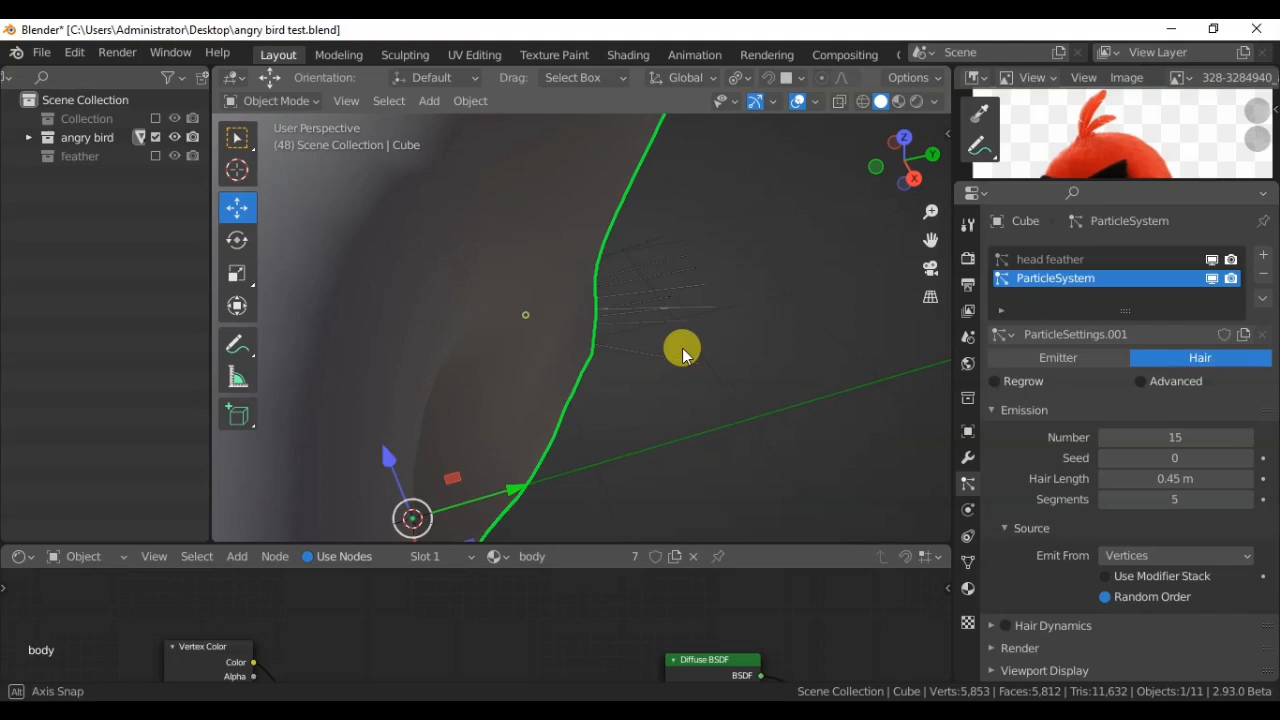 Blender* [C:\Users\Administrator\Desktop\angry bird test.blend]
File Edit Render Window Help Layout Modeling Sculpting UV Editing Texture Paint Shading Animation Rendering Compositing Scene View Layer
Orientation: Default Drag: Select Box Global Options View View Image 328-3284940_
Object Mode View Select Add Object
Scene Collection
Collection
angry bird
feather
User Perspective
(48) Scene Collection | Cube
Z
Y
X
Cube ParticleSystem
head feather
ParticleSystem
ParticleSettings.001
Emitter Hair
Regrow Advanced
Emission
Number 15
Seed 0
Hair Length 0.45 m
Segments 5
Source
Emit From Vertices
Use Modifier Stack
Random Order
Hair Dynamics
Render
Viewport Display
Object View Select Add Node Use Nodes Slot 1 body 7
Vertex Color
Color
Alpha
Diffuse BSDF
BSDF
body
Alt Axis Snap
Scene Collection | Cube | Verts:5,853 | Faces:5,812 | Tris:11,632 | Objects:1/11 | 2.93.0 Beta